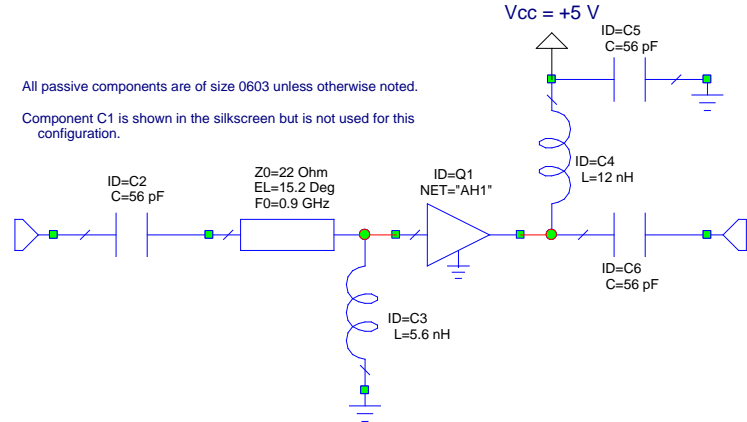 Vcc = +5 V
ID=C5
C=56 pF
All passive components are of size 0603 unless otherwise noted.
Component C1 is shown in the silkscreen but is not used for this
configuration.
ID=C2
C=56 pF
Z0=22 Ohm
EL=15.2 Deg
F0=0.9 GHz
ID=Q1
NET="AH1"
ID=C4
L=12 nH
ID=C6
C=56 pF
ID=C3
L=5.6 nH